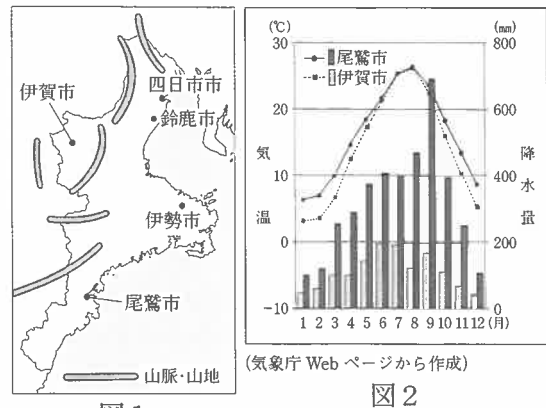 四日市市
伊賀市
鈴鹿市
伊勢市
尾鷲市
山脈・山地
(℃)
(mm)
尾鷲市
伊賀市
30
20
10
0
−10
気温
800
600
400
200
0
降水量
1 2 3 4 5 6 7 8 9 10 11 12 (月)
(気象庁 Web ページから作成)
図2